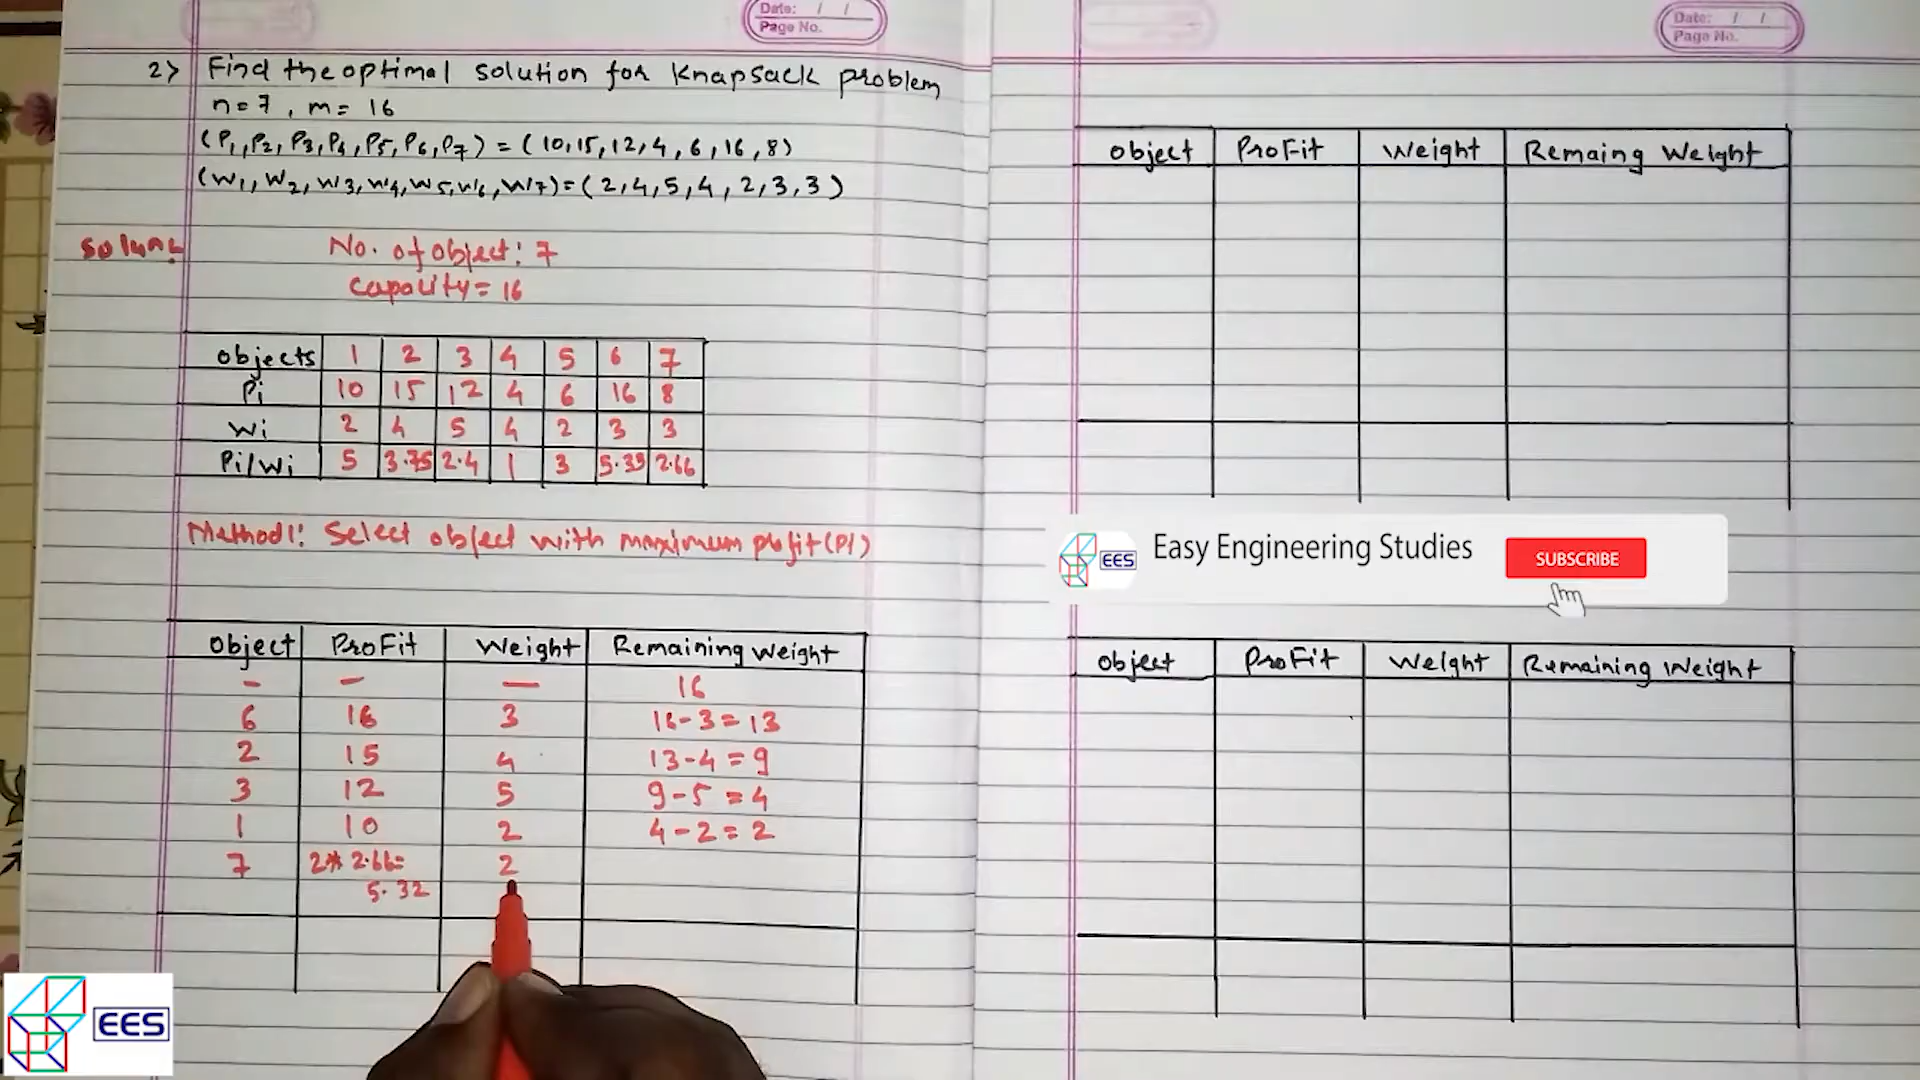 Date: / /
Page No.
2> Find the optimal solution for Knapsack problem
n=7, m= 16
(P1,P2, P3,P4,P5,P6,P7) = (10,15,12,4,6,16,8)
(W1,W2,W3,W4,W5,W6,W7)=(2,4,5,4,2,3,3)
No. of object: 7
capacity= 16
objects 1 2 3 4 5 6 7
Pi 10 15 12 4 6 16 8
Wi 2 4 5 4 2 3 3
Pi/Wi 5 3.75 2.4 1 3 5.33 2.66
Method1: Select object with maximum profit(Pi)
Object ProFit Weight Remaining Weight
- - - 16
6 16 3 16-3=13
2 15 4 13-4=9
3 12 5 9-5=4
1 10 2 4-2=2
7 2*2.66= 2
5.32
EES
Date: / /
Page No.
Object ProFit Weight Remaing Weight
EES Easy Engineering Studies SUBSCRIBE
Object ProFit Weight Remaining Weight